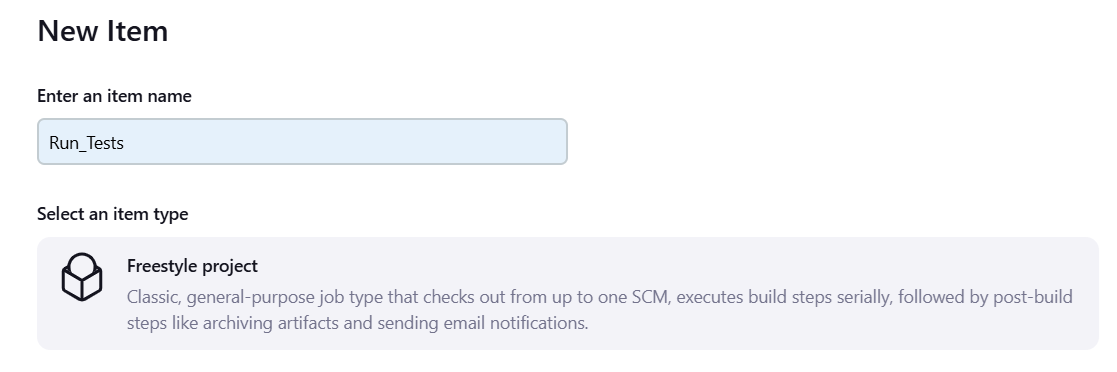 New Item
Enter an item name
Run_Tests
Select an item type
Freestyle project
Classic, general-purpose job type that checks out from up to one SCM, executes build steps serially, followed by post-build
steps like archiving artifacts and sending email notifications.